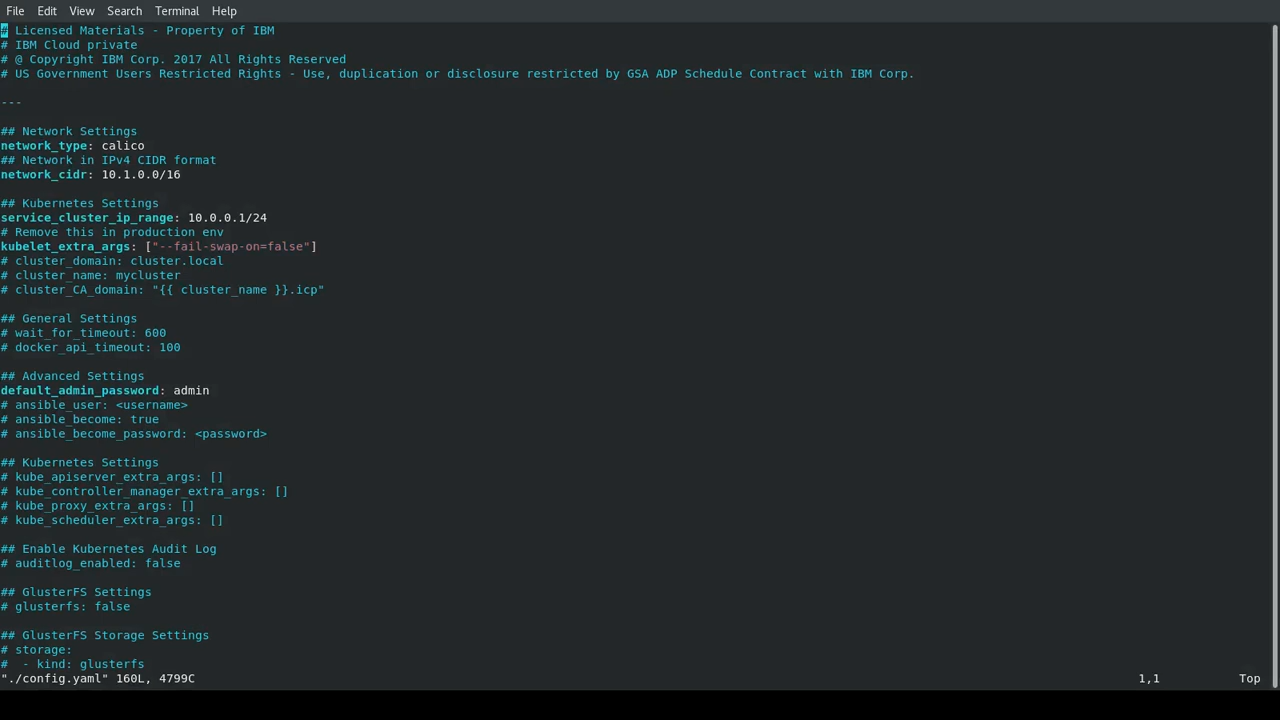 File Edit View Search Terminal Help
# Licensed Materials - Property of IBM
# IBM Cloud private
# @ Copyright IBM Corp. 2017 All Rights Reserved
# US Government Users Restricted Rights - Use, duplication or disclosure restricted by GSA ADP Schedule Contract with IBM Corp.
---
## Network Settings
network_type: calico
## Network in IPv4 CIDR format
network_cidr: 10.1.0.0/16
## Kubernetes Settings
service_cluster_ip_range: 10.0.0.1/24
# Remove this in production env
kubelet_extra_args: ["--fail-swap-on=false"]
# cluster_domain: cluster.local
# cluster_name: mycluster
# cluster_CA_domain: "{{ cluster_name }}.icp"
## General Settings
# wait_for_timeout: 600
# docker_api_timeout: 100
## Advanced Settings
default_admin_password: admin
# ansible_user: <username>
# ansible_become: true
# ansible_become_password: <password>
## Kubernetes Settings
# kube_apiserver_extra_args: []
# kube_controller_manager_extra_args: []
# kube_proxy_extra_args: []
# kube_scheduler_extra_args: []
## Enable Kubernetes Audit Log
# auditlog_enabled: false
## GlusterFS Settings
# glusterfs: false
## GlusterFS Storage Settings
# storage:
#  - kind: glusterfs
"./config.yaml" 160L, 4799C 1,1 Top